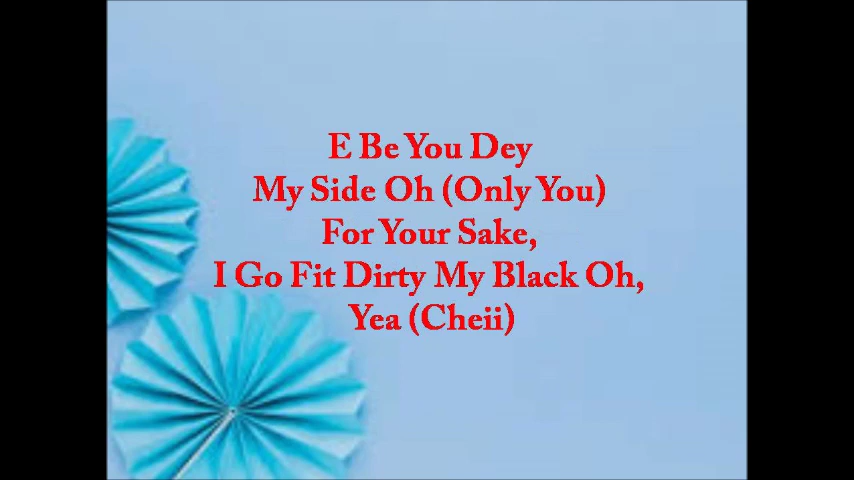 E Be You Dey
My Side Oh (Only You)
For Your Sake,
I Go Fit Dirty My Black Oh,
Yea (Cheii)